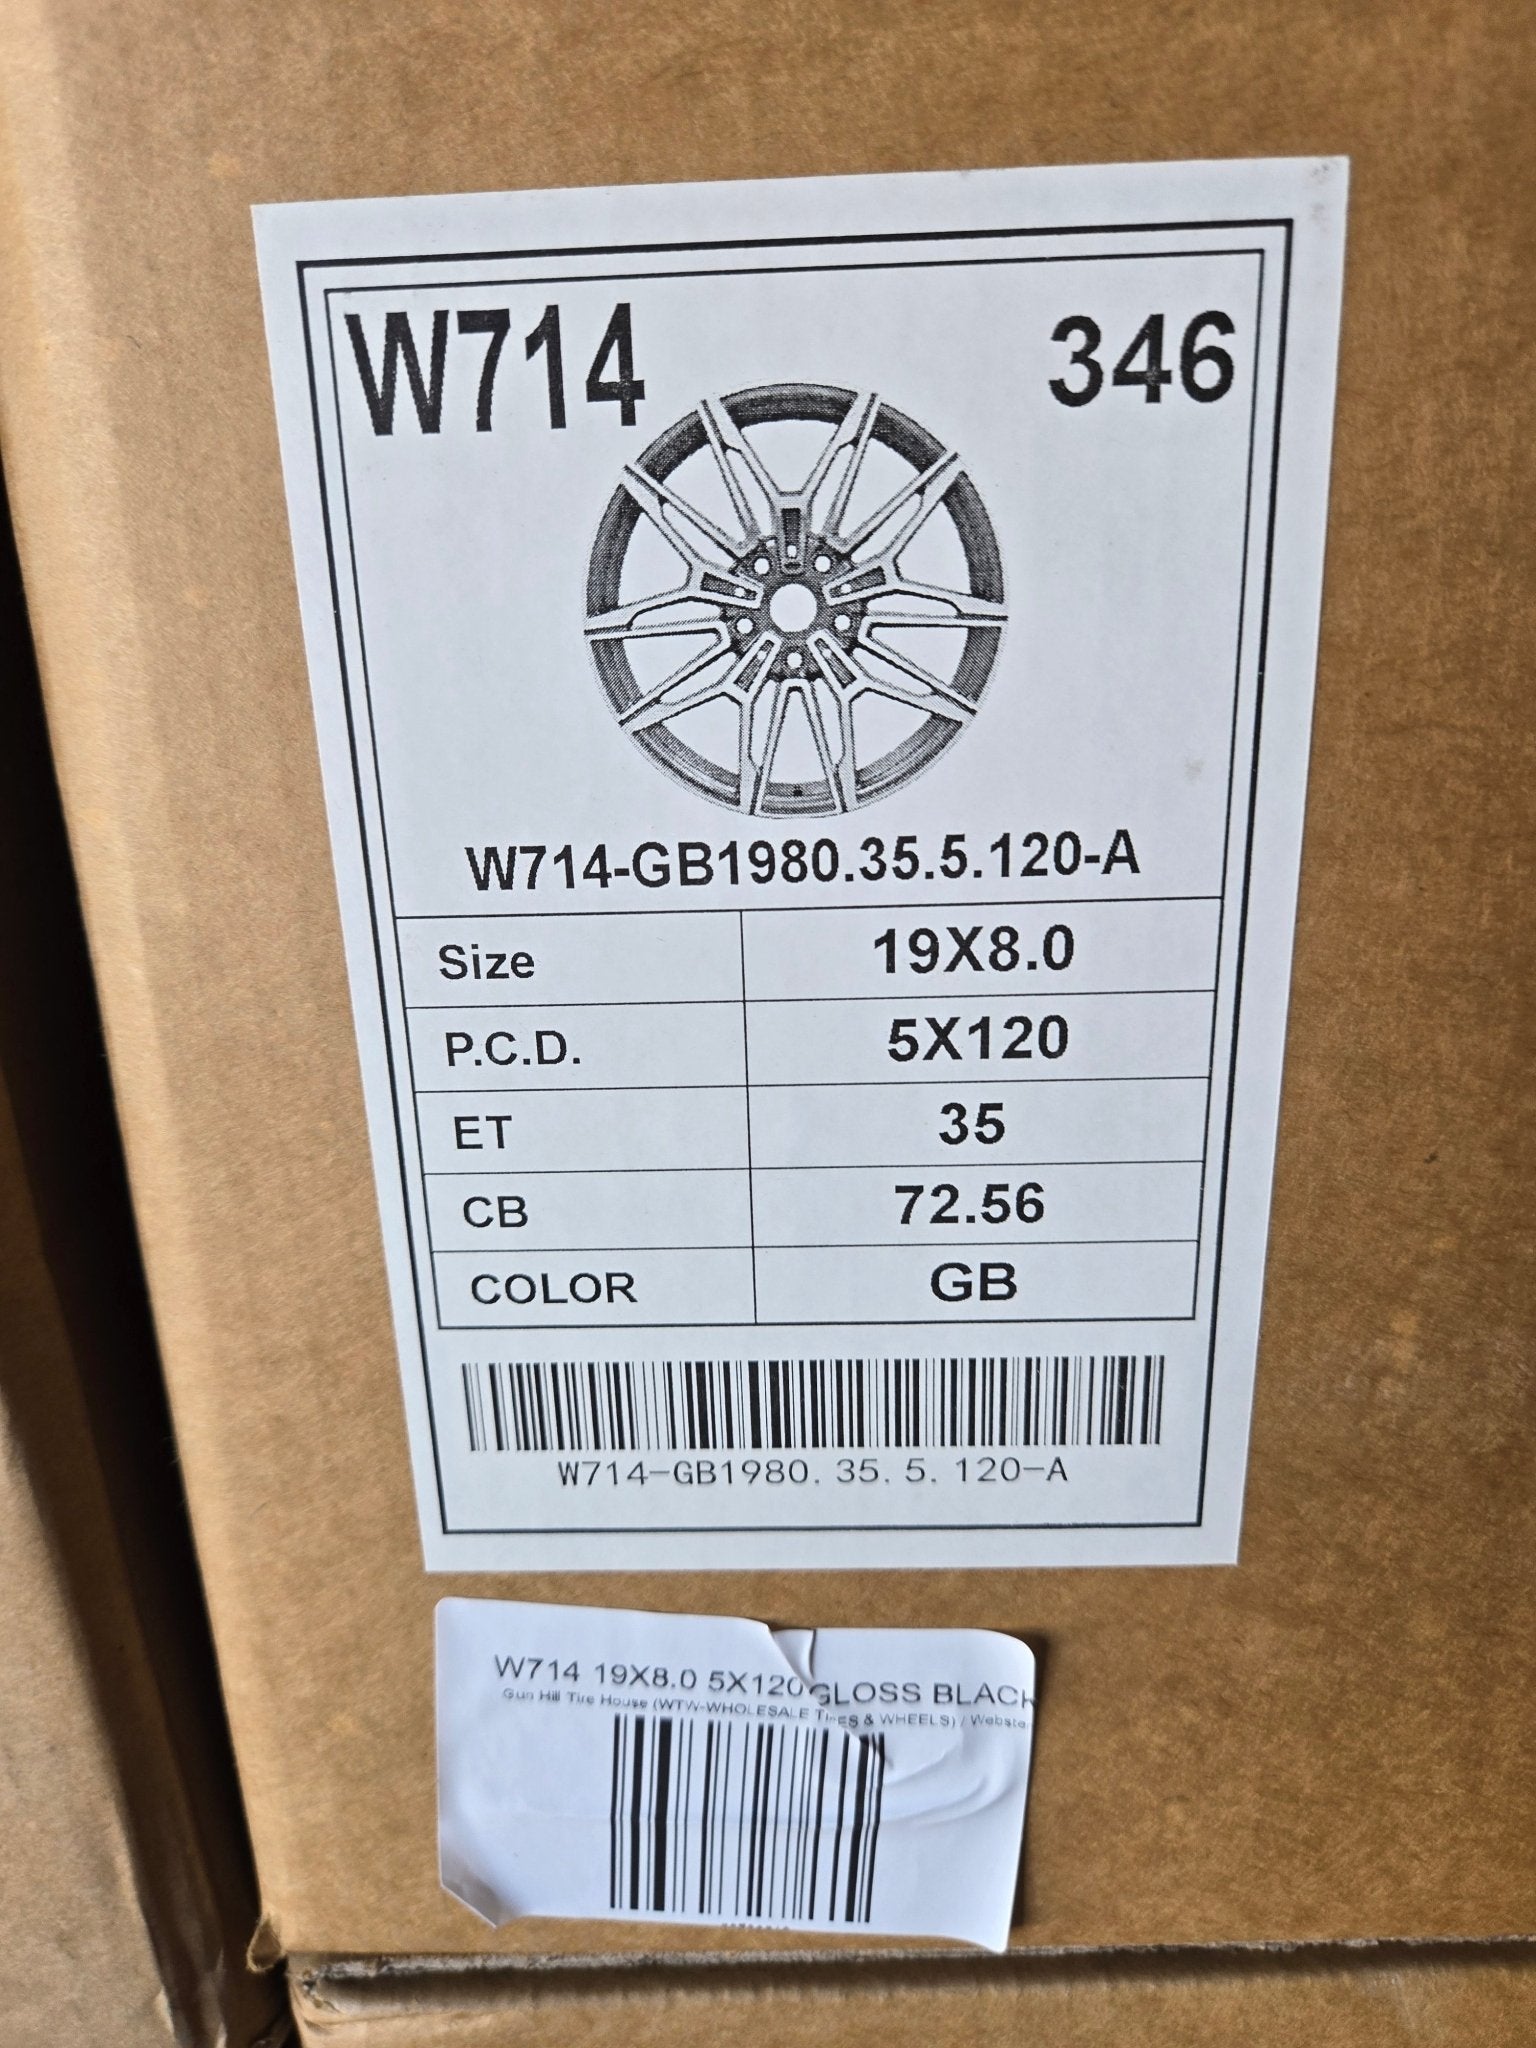 W714 346
W714-GB1980.35.5.120-A
Size 19X8.0
P.C.D. 5X120
ET 35
CB 72.56
COLOR GB
W714-GB1980.35.5.120-A
W714 19X8.0 5X120 GLOSS BLACK
Gun Hill Tire House (WTW-WHOLESALE TIRES & WHEELS) / Webste